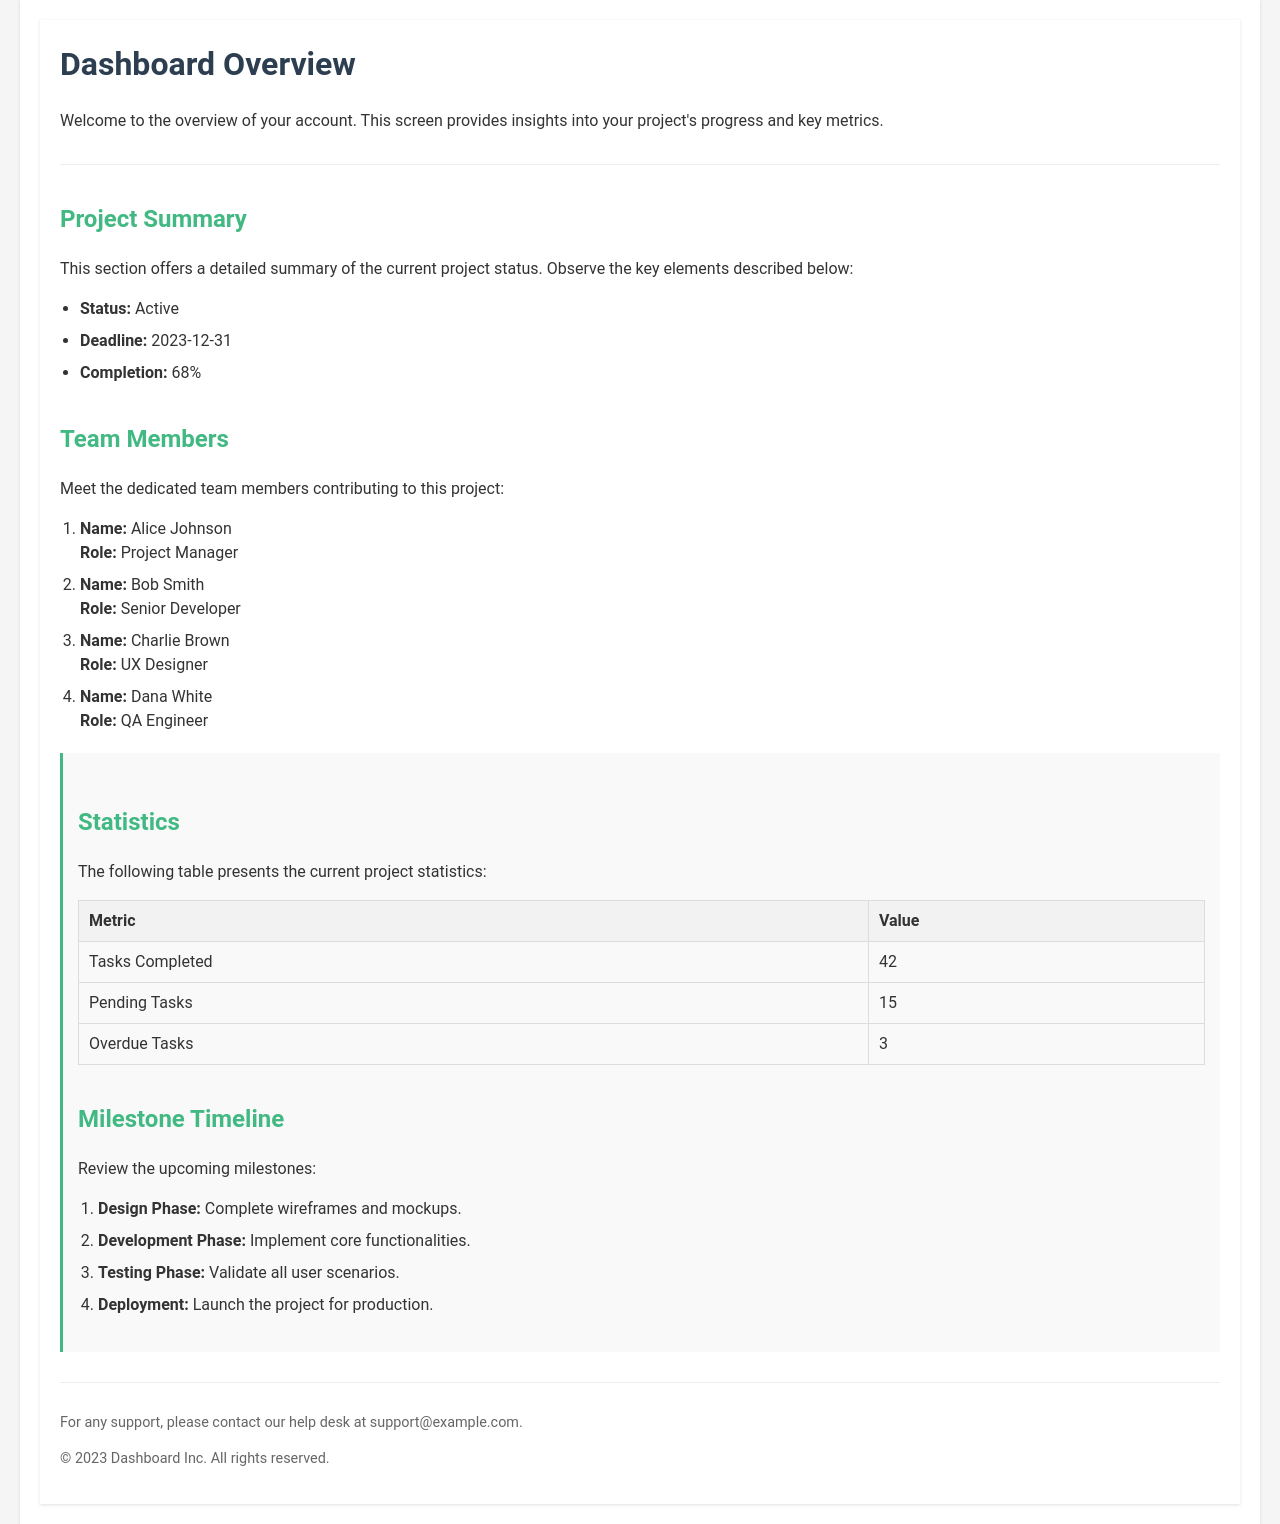 Dashboard Overview
Welcome to the overview of your account. This screen provides insights into your project's progress and key metrics.
Project Summary
This section offers a detailed summary of the current project status. Observe the key elements described below:
• Status: Active
• Deadline: 2023-12-31
• Completion: 68%
Team Members
Meet the dedicated team members contributing to this project:
1. Name: Alice Johnson
Role: Project Manager
2. Name: Bob Smith
Role: Senior Developer
3. Name: Charlie Brown
Role: UX Designer
4. Name: Dana White
Role: QA Engineer
Statistics
The following table presents the current project statistics:
Metric Value
Tasks Completed 42
Pending Tasks 15
Overdue Tasks 3
Milestone Timeline
Review the upcoming milestones:
1. Design Phase: Complete wireframes and mockups.
2. Development Phase: Implement core functionalities.
3. Testing Phase: Validate all user scenarios.
4. Deployment: Launch the project for production.
For any support, please contact our help desk at support@example.com.
© 2023 Dashboard Inc. All rights reserved.